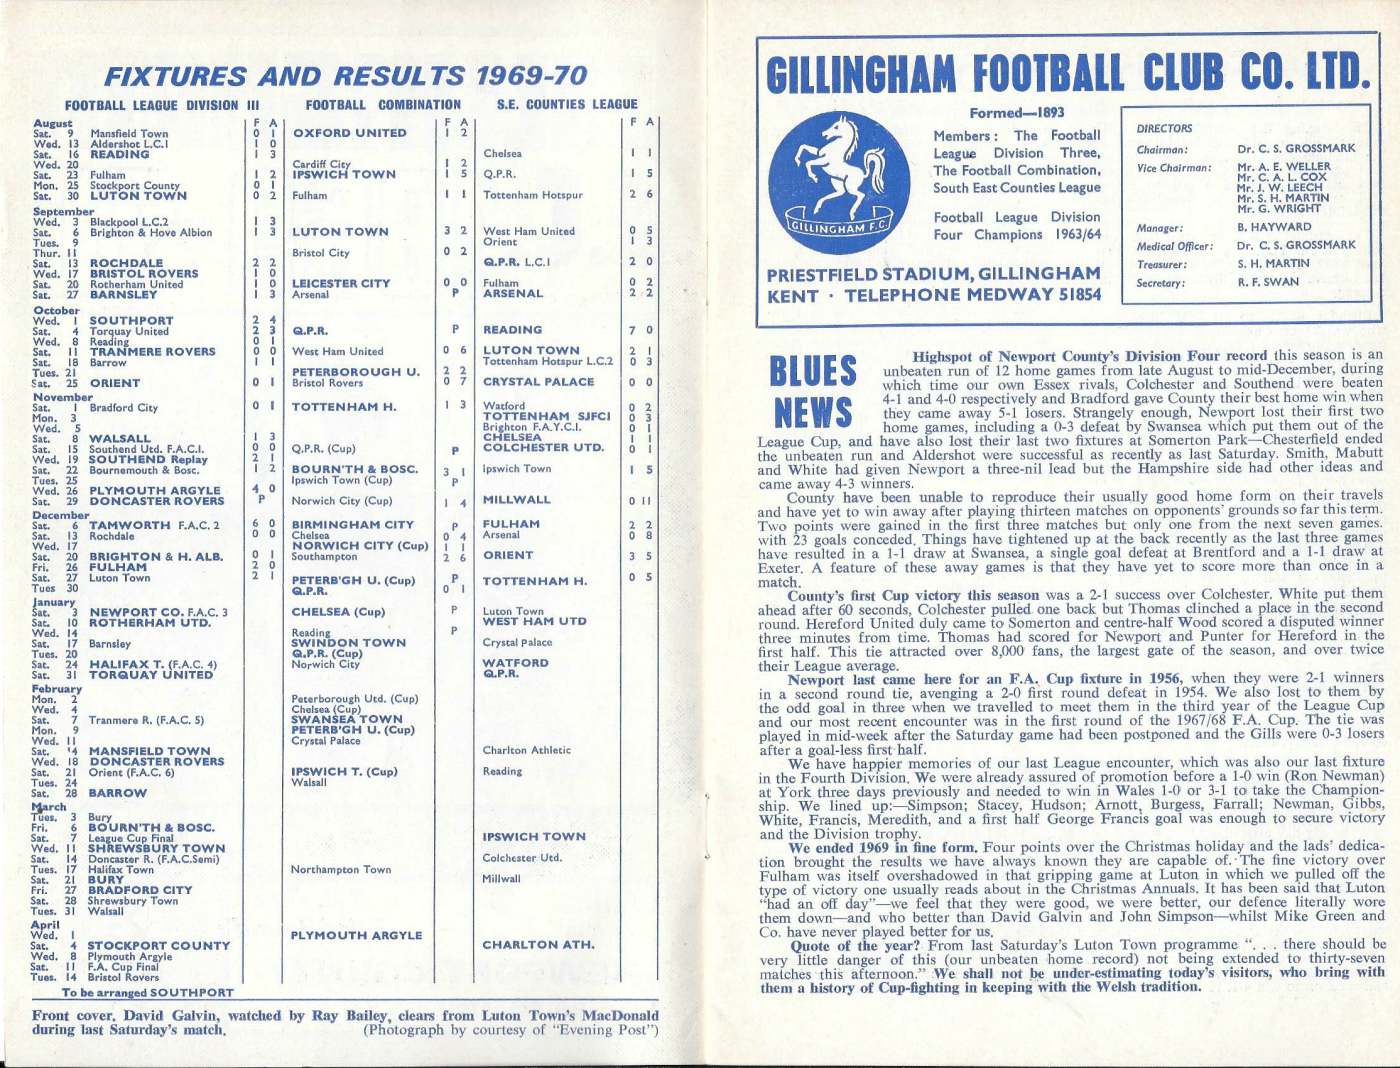 FIXTURES AND RESULTS 1969-70
FOOTBALL LEAGUE DIVISION III FOOTBALL COMBINATION S.E. COUNTIES LEAGUE
August F A F A F A
Sat. 9 Mansfield Town 0 1 OXFORD UNITED 1 2
Wed. 13 Aldershot L.C.1 1 0
Sat. 16 READING 1 3 Chelsea 1 1
Wed. 20 Cardiff City 1 2
Sat. 23 Fulham 1 2 IPSWICH TOWN 1 5 Q.P.R. 1 5
Mon. 25 Stockport County 0 1
Sat. 30 LUTON TOWN 0 2 Fulham 1 1 Tottenham Hotspur 2 6
September
Wed. 3 Blackpool L.C.2 1 3
Sat. 6 Brighton & Hove Albion 1 3 LUTON TOWN 3 2 West Ham United 0 5
Tues. 9 Orient 1 3
Thur. 11 Bristol City 0 2
Sat. 13 ROCHDALE 2 2 Q.P.R. L.C.1 2 0
Wed. 17 BRISTOL ROVERS 1 0
Sat. 20 Rotherham United 1 0 LEICESTER CITY 0 0 Fulham 0 2
Sat. 27 BARNSLEY 1 3 Arsenal P ARSENAL 2 2
October
Wed. 1 SOUTHPORT 2 4
Sat. 4 Torquay United 2 3 Q.P.R. P READING 7 0
Wed. 8 Reading 0 1
Sat. 11 TRANMERE ROVERS 0 0 West Ham United 0 6 LUTON TOWN 2 1
Sat. 18 Barrow 1 1 Tottenham Hotspur L.C.2 0 3
Tues. 21 PETERBOROUGH U. 2 2
Sat. 25 ORIENT 0 1 Bristol Rovers 0 7 CRYSTAL PALACE 0 0
November
Sat. 1 Bradford City 0 1 TOTTENHAM H. 1 3 Watford 0 2
Mon. 3 TOTTENHAM SJFCI 0 3
Wed. 5 Brighton F.A.Y.C.I. 0 1
Sat. 8 WALSALL 1 3 CHELSEA 1 1
Sat. 15 Southend Utd. F.A.C.I. 0 0 Q.P.R. (Cup) P COLCHESTER UTD. 0 1
Wed. 19 SOUTHEND Replay 2 1
Sat. 22 Bournemouth & Bosc. 1 2 BOURN'TH & BOSC. 3 1 Ipswich Town 1 5
Tues. 25 Ipswich Town (Cup) P
Wed. 26 PLYMOUTH ARGYLE 4 0
Sat. 29 DONCASTER ROVERS P Norwich City (Cup) 1 4 MILLWALL 0 11
December
Sat. 6 TAMWORTH F.A.C. 2 6 0 BIRMINGHAM CITY P FULHAM 2 2
Sat. 13 Rochdale 0 0 Chelsea 0 4 Arsenal 0 8
Wed. 17 NORWICH CITY (Cup) 1 1
Sat. 20 BRIGHTON & H. ALB. 0 1 Southampton 2 6 ORIENT 3 5
Fri. 26 FULHAM 2 0
Sat. 27 Luton Town 2 1 PETERB'GH U. (Cup) P TOTTENHAM H. 0 5
Tues 30 Q.P.R. 0 1
January
Sat. 3 NEWPORT CO. F.A.C. 3 CHELSEA (Cup) P Luton Town
Sat. 10 ROTHERHAM UTD. WEST HAM UTD
Wed. 14 Reading P
Sat. 17 Barnsley SWINDON TOWN Crystal Palace
Tues. 20 Q.P.R. (Cup)
Sat. 24 HALIFAX T. (F.A.C. 4) Norwich City WATFORD
Sat. 31 TORQUAY UNITED Q.P.R.
February
Mon. 2 Peterborough Utd. (Cup)
Wed. 4 Chelsea (Cup)
Sat. 7 Tranmere R. (F.A.C. 5) SWANSEA TOWN
Mon. 9 PETERB'GH U. (Cup)
Wed. 11 Crystal Palace
Sat. 14 MANSFIELD TOWN Charlton Athletic
Wed. 18 DONCASTER ROVERS
Sat. 21 Orient (F.A.C. 6) IPSWICH T. (Cup) Reading
Tues. 24 Walsall
Sat. 28 BARROW
March
Tues. 3 Bury
Fri. 6 BOURN'TH & BOSC.
Sat. 7 League Cup Final IPSWICH TOWN
Wed. 11 SHREWSBURY TOWN
Sat. 14 Doncaster R. (F.A.C.Semi) Colchester Utd.
Tues. 17 Halifax Town Northampton Town
Sat. 21 BURY Millwall
Fri. 27 BRADFORD CITY
Sat. 28 Shrewsbury Town
Tues. 31 Walsall
April
Wed. 1 PLYMOUTH ARGYLE
Sat. 4 STOCKPORT COUNTY CHARLTON ATH.
Wed. 8 Plymouth Argyle
Sat. 11 F.A. Cup Final
Tues. 14 Bristol Rovers
To be arranged SOUTHPORT
Front cover. David Galvin, watched by Ray Bailey, clears from Luton Town's MacDonald
during last Saturday's match. (Photograph by courtesy of "Evening Post")
GILLINGHAM FOOTBALL CLUB CO. LTD.
GILLINGHAM F.C.
Formed—1893
Members: The Football
League Division Three,
The Football Combination,
South East Counties League
Football League Division
Four Champions 1963/64
PRIESTFIELD STADIUM, GILLINGHAM
KENT · TELEPHONE MEDWAY 51854
DIRECTORS
Chairman: Dr. C. S. GROSSMARK
Vice Chairman: Mr. A. E. WELLER
Mr. C. A. L. COX
Mr. J. W. LEECH
Mr. S. H. MARTIN
Mr. G. WRIGHT
Manager: B. HAYWARD
Medical Officer: Dr. C. S. GROSSMARK
Treasurer: S. H. MARTIN
Secretary: R. F. SWAN
BLUES
NEWS
Highspot of Newport County's Division Four record this season is an
unbeaten run of 12 home games from late August to mid-December, during
which time our own Essex rivals, Colchester and Southend were beaten
4-1 and 4-0 respectively and Bradford gave County their best home win when
they came away 5-1 losers. Strangely enough, Newport lost their first two
home games, including a 0-3 defeat by Swansea which put them out of the
League Cup, and have also lost their last two fixtures at Somerton Park—Chesterfield ended
the unbeaten run and Aldershot were successful as recently as last Saturday. Smith, Mabutt
and White had given Newport a three-nil lead but the Hampshire side had other ideas and
came away 4-3 winners.
County have been unable to reproduce their usually good home form on their travels
and have yet to win away after playing thirteen matches on opponents' grounds so far this term.
Two points were gained in the first three matches but only one from the next seven games.
with 23 goals conceded. Things have tightened up at the back recently as the last three games
have resulted in a 1-1 draw at Swansea, a single goal defeat at Brentford and a 1-1 draw at
Exeter. A feature of these away games is that they have yet to score more than once in a
match.
County's first Cup victory this season was a 2-1 success over Colchester. White put them
ahead after 60 seconds, Colchester pulled one back but Thomas clinched a place in the second
round. Hereford United duly came to Somerton and centre-half Wood scored a disputed winner
three minutes from time. Thomas had scored for Newport and Punter for Hereford in the
first half. This tie attracted over 8,000 fans, the largest gate of the season, and over twice
their League average.
Newport last came here for an F.A. Cup fixture in 1956, when they were 2-1 winners
in a second round tie, avenging a 2-0 first round defeat in 1954. We also lost to them by
the odd goal in three when we travelled to meet them in the third year of the League Cup
and our most recent encounter was in the first round of the 1967/68 F.A. Cup. The tie was
played in mid-week after the Saturday game had been postponed and the Gills were 0-3 losers
after a goal-less first half.
We have happier memories of our last League encounter, which was also our last fixture
in the Fourth Division. We were already assured of promotion before a 1-0 win (Ron Newman)
at York three days previously and needed to win in Wales 1-0 or 3-1 to take the Champion-
ship. We lined up:—Simpson; Stacey, Hudson; Arnott, Burgess, Farrall; Newman, Gibbs,
White, Francis, Meredith, and a first half George Francis goal was enough to secure victory
and the Division trophy.
We ended 1969 in fine form. Four points over the Christmas holiday and the lads' dedica-
tion brought the results we have always known they are capable of. The fine victory over
Fulham was itself overshadowed in that gripping game at Luton in which we pulled off the
type of victory one usually reads about in the Christmas Annuals. It has been said that Luton
"had an off day"—we feel that they were good, we were better, our defence literally wore
them down—and who better than David Galvin and John Simpson—whilst Mike Green and
Co. have never played better for us.
Quote of the year? From last Saturday's Luton Town programme ". . . there should be
very little danger of this (our unbeaten home record) not being extended to thirty-seven
matches this afternoon." We shall not be under-estimating today's visitors, who bring with
them a history of Cup-fighting in keeping with the Welsh tradition.